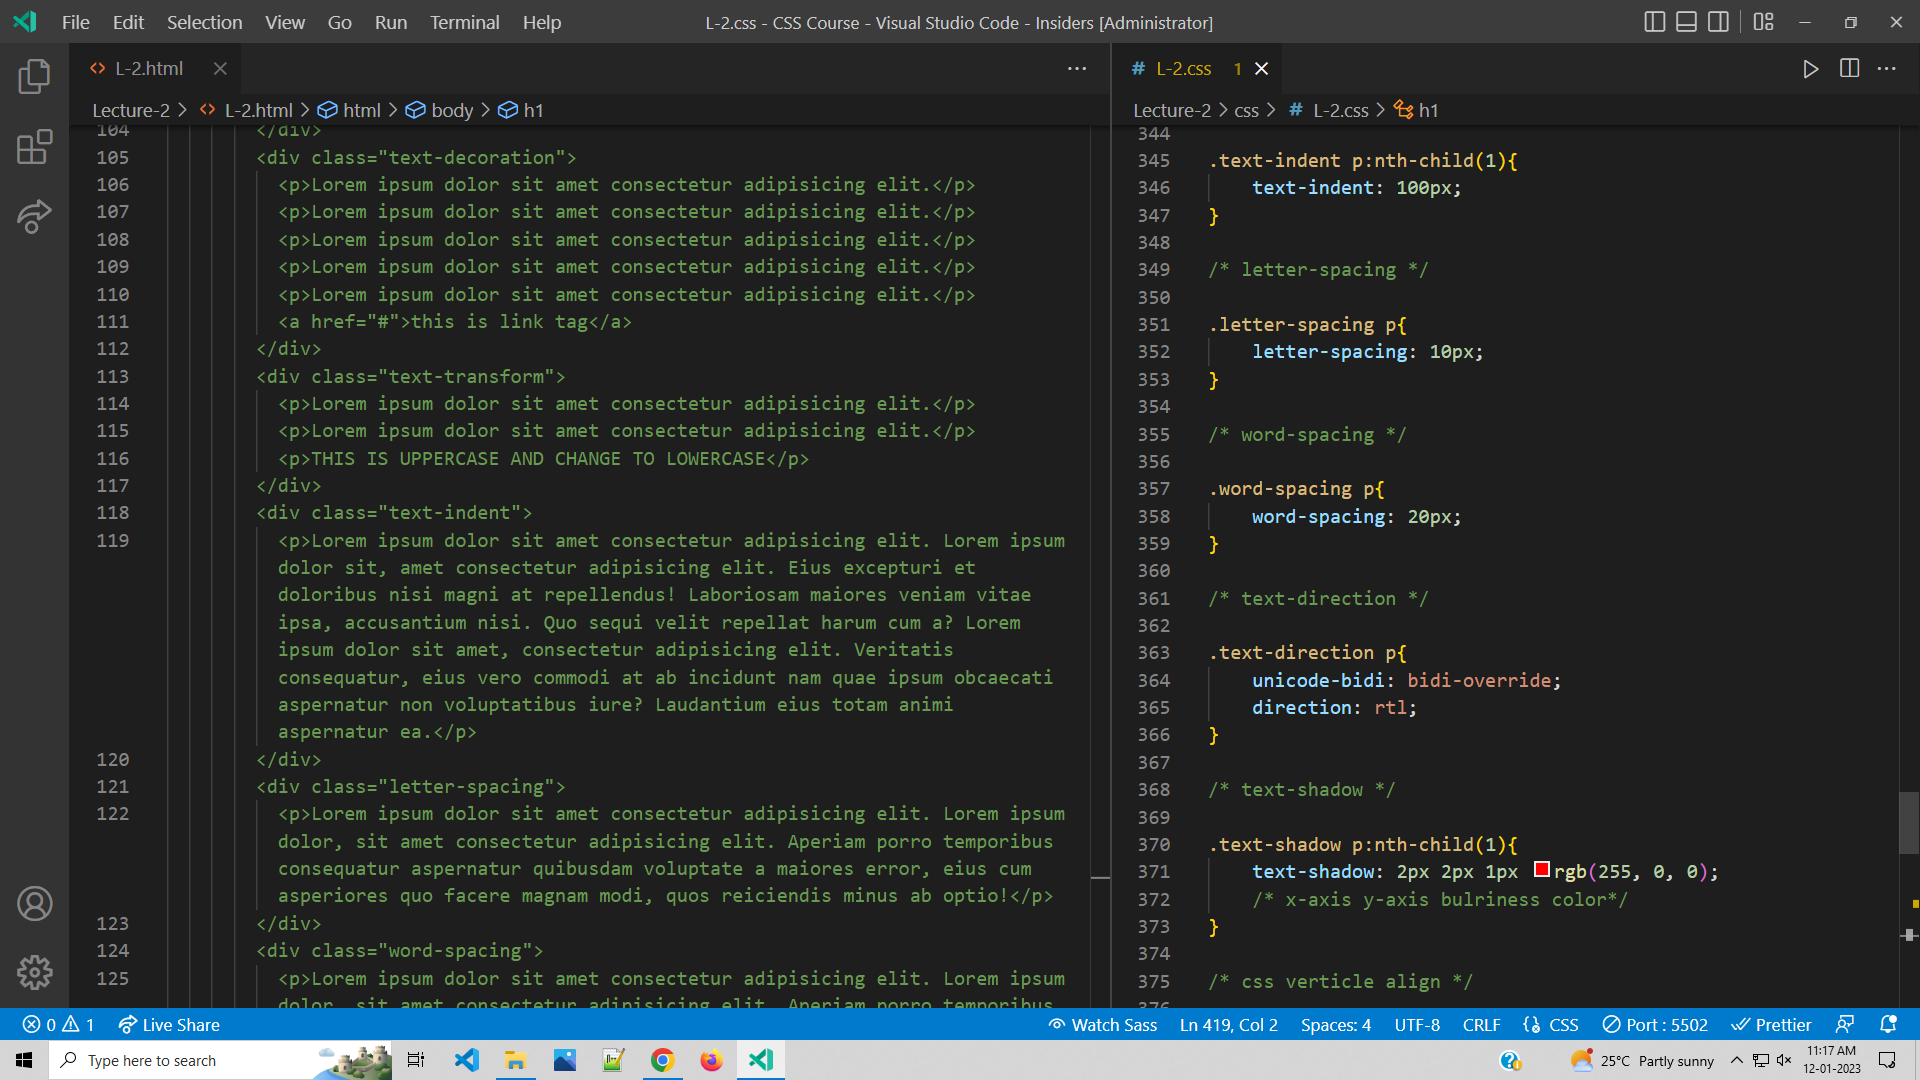 File Edit Selection View Go Run Terminal Help L-2.css - CSS Course - Visual Studio Code - Insiders [Administrator]
L-2.html
Lecture-2 > L-2.html > html > body > h1
104 </div>
105 <div class="text-decoration">
106 <p>Lorem ipsum dolor sit amet consectetur adipisicing elit.</p>
107 <p>Lorem ipsum dolor sit amet consectetur adipisicing elit.</p>
108 <p>Lorem ipsum dolor sit amet consectetur adipisicing elit.</p>
109 <p>Lorem ipsum dolor sit amet consectetur adipisicing elit.</p>
110 <p>Lorem ipsum dolor sit amet consectetur adipisicing elit.</p>
111 <a href="#">this is link tag</a>
112 </div>
113 <div class="text-transform">
114 <p>Lorem ipsum dolor sit amet consectetur adipisicing elit.</p>
115 <p>Lorem ipsum dolor sit amet consectetur adipisicing elit.</p>
116 <p>THIS IS UPPERCASE AND CHANGE TO LOWERCASE</p>
117 </div>
118 <div class="text-indent">
119 <p>Lorem ipsum dolor sit amet consectetur adipisicing elit. Lorem ipsum
dolor sit, amet consectetur adipisicing elit. Eius excepturi et
doloribus nisi magni at repellendus! Laboriosam maiores veniam vitae
ipsa, accusantium nisi. Quo sequi velit repellat harum cum a? Lorem
ipsum dolor sit amet, consectetur adipisicing elit. Veritatis
consequatur, eius vero commodi at ab incidunt nam quae ipsum obcaecati
aspernatur non voluptatibus iure? Laudantium eius totam animi
aspernatur ea.</p>
120 </div>
121 <div class="letter-spacing">
122 <p>Lorem ipsum dolor sit amet consectetur adipisicing elit. Lorem ipsum
dolor, sit amet consectetur adipisicing elit. Aperiam porro temporibus
consequatur aspernatur quibusdam voluptate a maiores error, eius cum
asperiores quo facere magnam modi, quos reiciendis minus ab optio!</p>
123 </div>
124 <div class="word-spacing">
125 <p>Lorem ipsum dolor sit amet consectetur adipisicing elit. Lorem ipsum
dolor, sit amet consectetur adipisicing elit. Aperiam porro temporibus
# L-2.css 1
Lecture-2 > css > # L-2.css > h1
344
345 .text-indent p:nth-child(1){
346 text-indent: 100px;
347 }
348
349 /* letter-spacing */
350
351 .letter-spacing p{
352 letter-spacing: 10px;
353 }
354
355 /* word-spacing */
356
357 .word-spacing p{
358 word-spacing: 20px;
359 }
360
361 /* text-direction */
362
363 .text-direction p{
364 unicode-bidi: bidi-override;
365 direction: rtl;
366 }
367
368 /* text-shadow */
369
370 .text-shadow p:nth-child(1){
371 text-shadow: 2px 2px 1px rgb(255, 0, 0);
372 /* x-axis y-axis bulriness color*/
373 }
374
375 /* css verticle align */
376
0 1 Live Share Watch Sass Ln 419, Col 2 Spaces: 4 UTF-8 CRLF CSS Port : 5502 Prettier
Type here to search 25°C Partly sunny 11:17 AM
12-01-2023